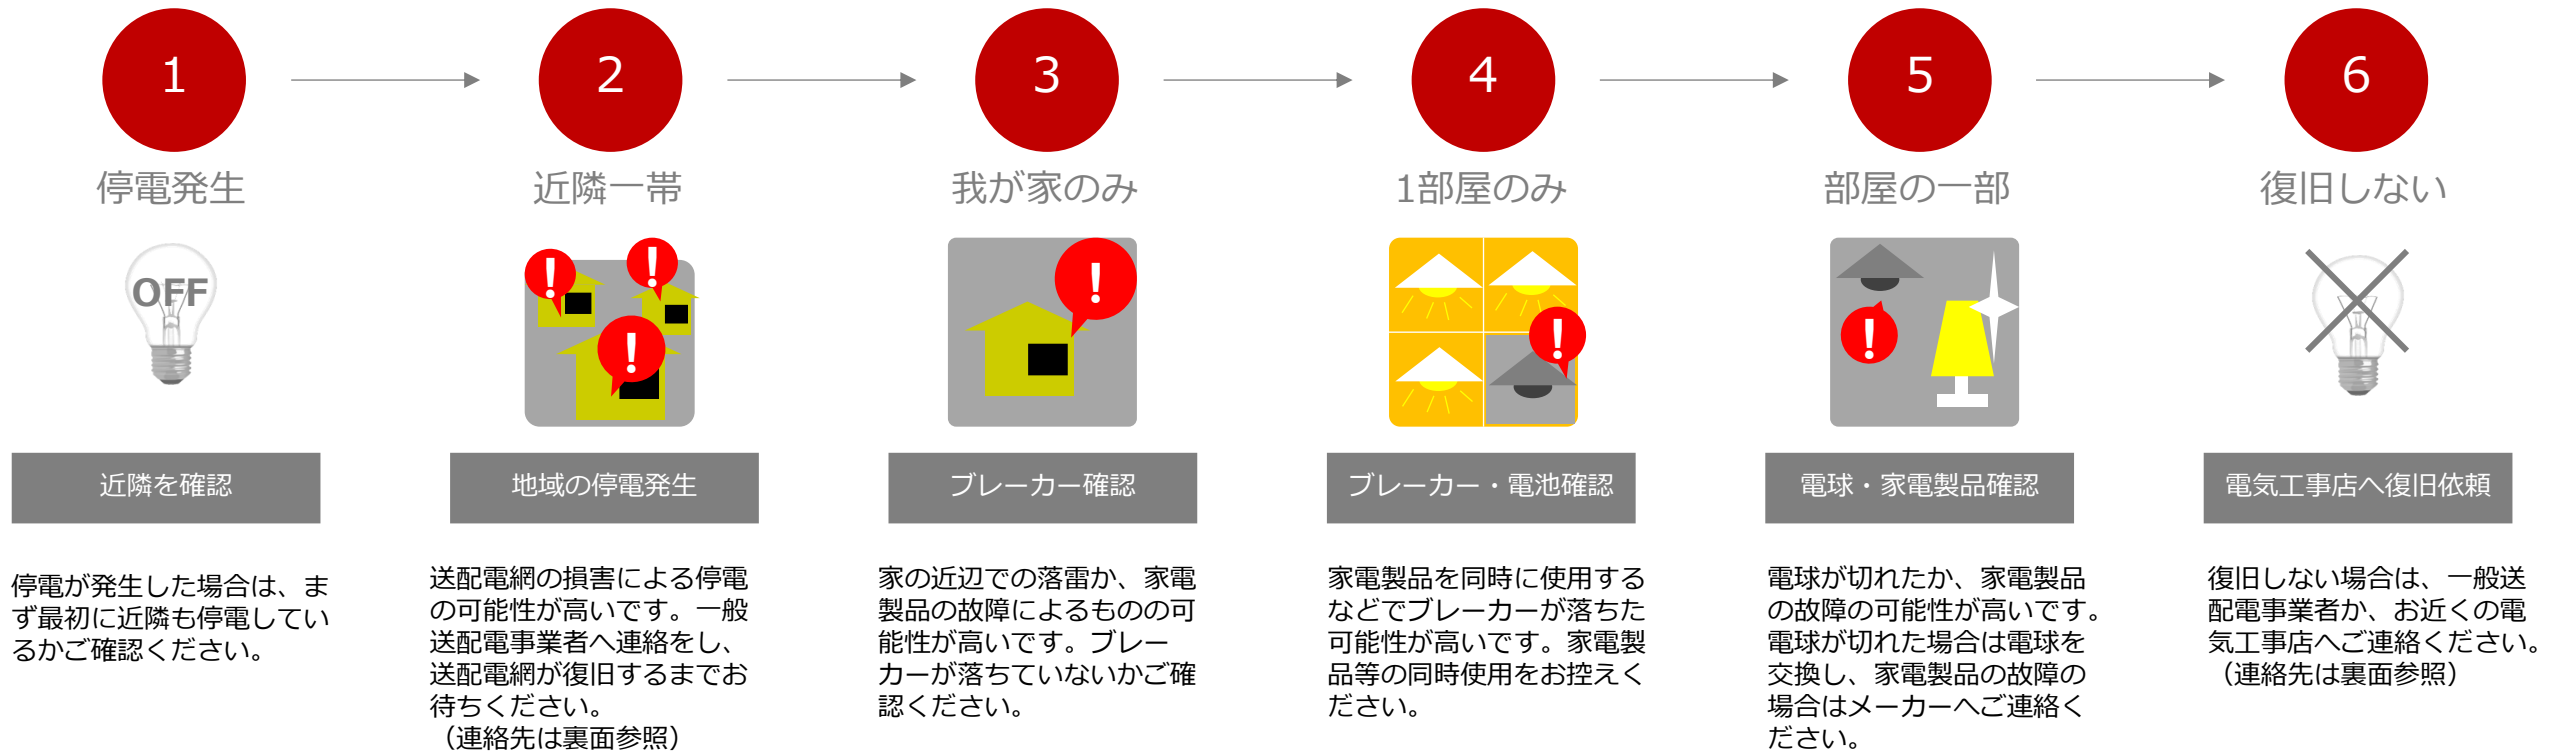 1
2
3
4
5
6
停電発生
近隣一帯
我が家のみ
1部屋のみ
部屋の一部
復旧しない
OFF
!
!
!
!
!
!
近隣を確認
地域の停電発生
ブレーカー確認
ブレーカー・電池確認
電球・家電製品確認
電気工事店へ復旧依頼
停電が発生した場合は、ま
ず最初に近隣も停電してい
るかご確認ください。
送配電網の損害による停電
の可能性が高いです。一般
送配電事業者へ連絡をし、
送配電網が復旧するまでお
待ちください。
（連絡先は裏面参照）
家の近辺での落雷か、家電
製品の故障によるものの可
能性が高いです。ブレー
カーが落ちていないかご確
認ください。
家電製品を同時に使用する
などでブレーカーが落ちた
可能性が高いです。家電製
品等の同時使用をお控えく
ださい。
電球が切れたか、家電製品
の故障の可能性が高いです。
電球が切れた場合は電球を
交換し、家電製品の故障の
場合はメーカーへご連絡く
ださい。
復旧しない場合は、一般送
配電事業者か、お近くの電
気工事店へご連絡ください。
（連絡先は裏面参照）